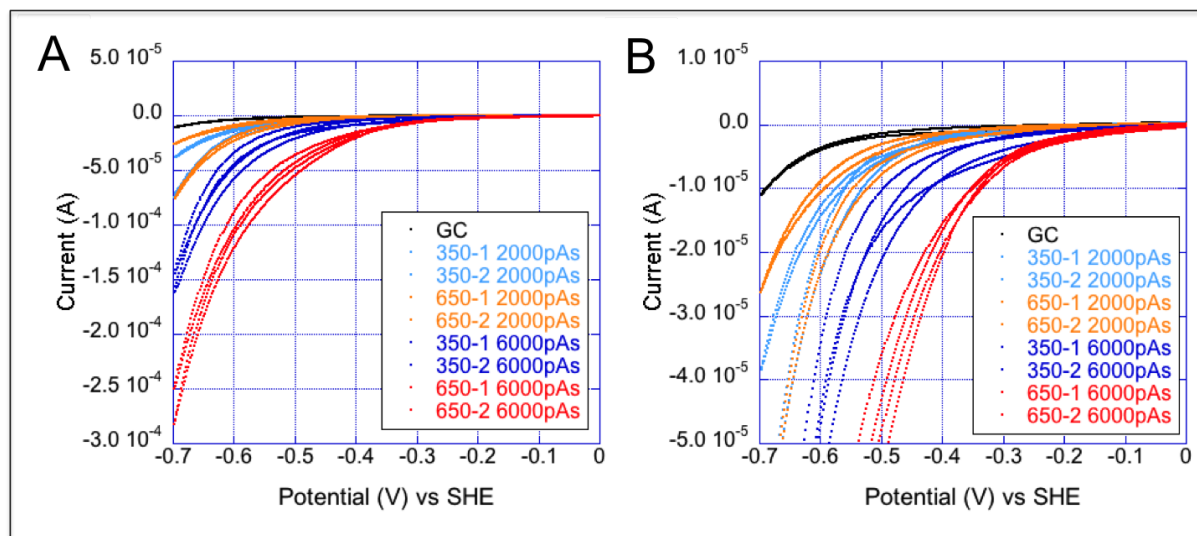 A
5.0 10-5
0.0
-5.0 10-5
-1.0 10-4
-1.5 10-4
-2.0 10-4
-2.5 10-4
-3.0 10-4
Current (A)
-0.7 -0.6 -0.5 -0.4 -0.3 -0.2 -0.1 0
Potential (V) vs SHE
GC
350-1 2000pAs
350-2 2000pAs
650-1 2000pAs
650-2 2000pAs
350-1 6000pAs
350-2 6000pAs
650-1 6000pAs
650-2 6000pAs
B
1.0 10-5
0.0
-1.0 10-5
-2.0 10-5
-3.0 10-5
-4.0 10-5
-5.0 10-5
Current (A)
-0.7 -0.6 -0.5 -0.4 -0.3 -0.2 -0.1 0
Potential (V) vs SHE
GC
350-1 2000pAs
350-2 2000pAs
650-1 2000pAs
650-2 2000pAs
350-1 6000pAs
350-2 6000pAs
650-1 6000pAs
650-2 6000pAs